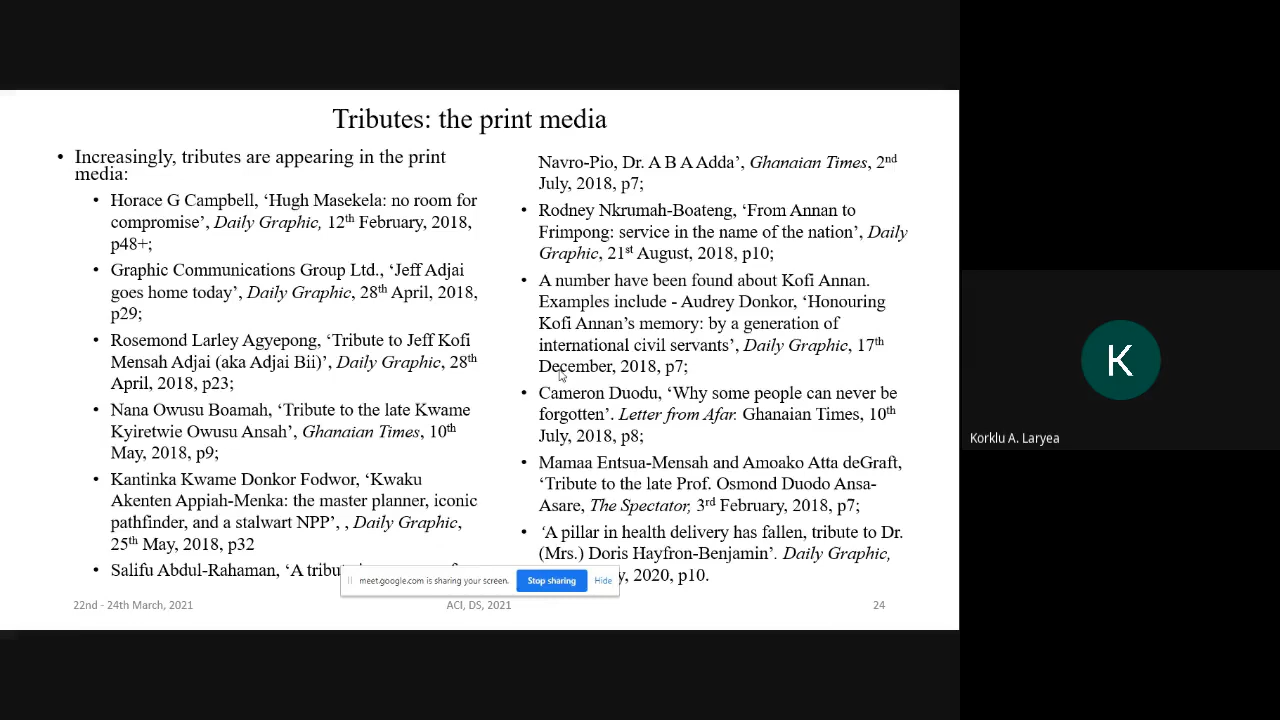 Tributes: the print media
• Increasingly, tributes are appearing in the print
media:
• Horace G Campbell, ‘Hugh Masekela: no room for
compromise’, Daily Graphic, 12th February, 2018,
p48+;
• Graphic Communications Group Ltd., ‘Jeff Adjai
goes home today’, Daily Graphic, 28th April, 2018,
p29;
• Rosemond Larley Agyepong, ‘Tribute to Jeff Kofi
Mensah Adjai (aka Adjai Bii)’, Daily Graphic, 28th
April, 2018, p23;
• Nana Owusu Boamah, ‘Tribute to the late Kwame
Kyiretwie Owusu Ansah’, Ghanaian Times, 10th
May, 2018, p9;
• Kantinka Kwame Donkor Fodwor, ‘Kwaku
Akenten Appiah-Menka: the master planner, iconic
pathfinder, and a stalwart NPP’, , Daily Graphic,
25th May, 2018, p32
• Salifu Abdul-Rahaman, ‘A
Navro-Pio, Dr. A B A Adda’, Ghanaian Times, 2nd
July, 2018, p7;
• Rodney Nkrumah-Boateng, ‘From Annan to
Frimpong: service in the name of the nation’, Daily
Graphic, 21st August, 2018, p10;
• A number have been found about Kofi Annan.
Examples include - Audrey Donkor, ‘Honouring
Kofi Annan’s memory: by a generation of
international civil servants’, Daily Graphic, 17th
December, 2018, p7;
• Cameron Duodu, ‘Why some people can never be
forgotten’. Letter from Afar. Ghanaian Times, 10th
July, 2018, p8;
• Mamaa Entsua-Mensah and Amoako Atta deGraft,
‘Tribute to the late Prof. Osmond Duodo Ansa-
Asare, The Spectator, 3rd February, 2018, p7;
• ‘A pillar in health delivery has fallen, tribute to Dr.
(Mrs.) Doris Hayfron-Benjamin’. Daily Graphic,
2020, p10.
meet.google.com is sharing your screen. Stop sharing Hide
22nd - 24th March, 2021 ACI, DS, 2021 24
K
Korklu A. Laryea